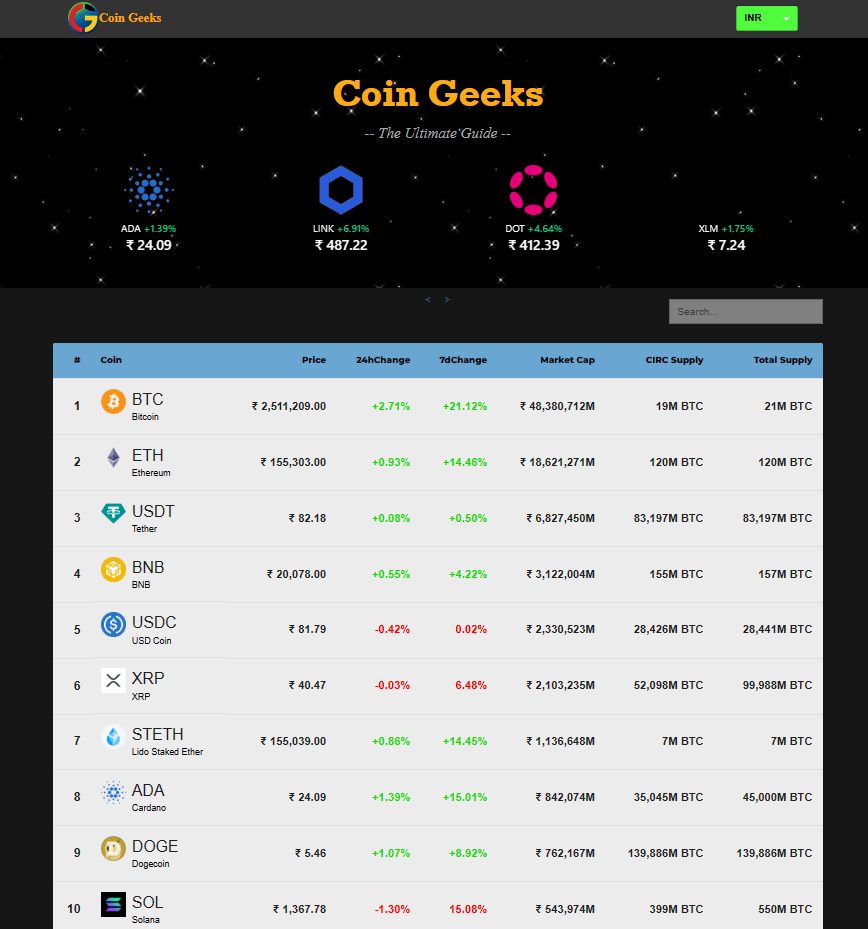 Coin Geeks
INR
Coin Geeks
-- The Ultimate Guide --
ADA +1.39% LINK +6.91% DOT +4.64% XLM +1.75%
₹ 24.09 ₹ 487.22 ₹ 412.39 ₹ 7.24
< >
Search...
# Coin Price 24hChange 7dChange Market Cap CIRC Supply Total Supply
1 BTC ₹ 2,511,209.00 +2.71% +21.12% ₹ 48,380,712M 19M BTC 21M BTC
Bitcoin
2 ETH ₹ 155,303.00 +0.93% +14.46% ₹ 18,621,271M 120M BTC 120M BTC
Ethereum
3 USDT ₹ 82.18 +0.08% +0.50% ₹ 6,827,450M 83,197M BTC 83,197M BTC
Tether
4 BNB ₹ 20,078.00 +0.55% +4.22% ₹ 3,122,004M 155M BTC 157M BTC
BNB
5 USDC ₹ 81.79 -0.42% 0.02% ₹ 2,330,523M 28,426M BTC 28,441M BTC
USD Coin
6 XRP ₹ 40.47 -0.03% 6.48% ₹ 2,103,235M 52,098M BTC 99,988M BTC
XRP
7 STETH ₹ 155,039.00 +0.86% +14.45% ₹ 1,136,648M 7M BTC 7M BTC
Lido Staked Ether
8 ADA ₹ 24.09 +1.39% +15.01% ₹ 842,074M 35,045M BTC 45,000M BTC
Cardano
9 DOGE ₹ 5.46 +1.07% +8.92% ₹ 762,167M 139,886M BTC 139,886M BTC
Dogecoin
10 SOL ₹ 1,367.78 -1.30% 15.08% ₹ 543,974M 399M BTC 550M BTC
Solana